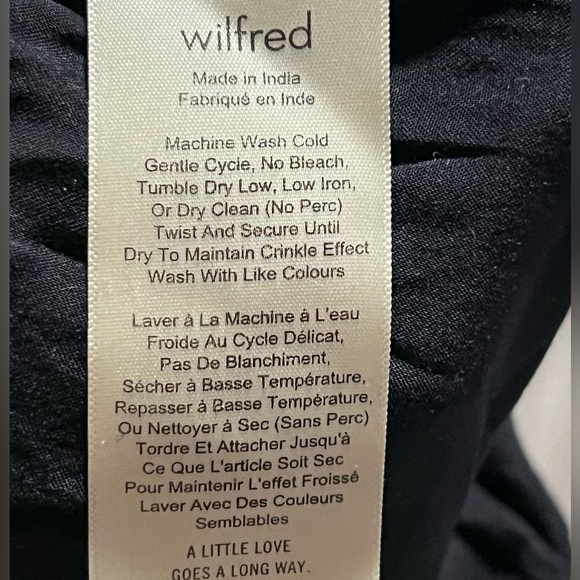 wilfred
Made in India
Fabriqué en Inde
Machine Wash Cold
Gentle Cycle, No Bleach,
Tumble Dry Low, Low Iron,
Or Dry Clean (No Perc)
Twist And Secure Until
Dry To Maintain Crinkle Effect
Wash With Like Colours
Laver à La Machine à L'eau
Froide Au Cycle Délicat,
Pas De Blanchiment,
Sécher à Basse Température,
Repasser à Basse Température,
Ou Nettoyer à Sec (Sans Perc)
Tordre Et Attacher Jusqu'à
Ce Que L'article Soit Sec
Pour Maintenir L'effet Froissé
Laver Avec Des Couleurs
Semblables
A LITTLE LOVE
GOES A LONG WAY.